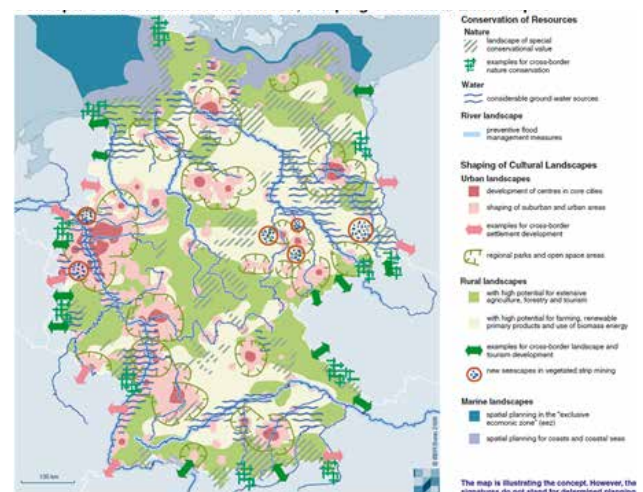 Conservation of Resources
Nature
landscape of special
conservational value
examples for cross-border
nature conservation
Water
considerable ground water sources
River landscape
preventive flood
management measures
Shaping of Cultural Landscapes
Urban landscapes
development of centres in core cities
shaping of suburban and urban areas
examples for cross-border
settlement development
regional parks and open space areas
Rural landscapes
with high potential for extensive
agriculture, forestry and tourism
with high potential for farming, renewable
primary products and use of biomass energy
examples for cross-border landscape and
tourism development
new seescapes in vegetated strip mining
Marine landscapes
spatial planning in the "exclusive
ecomonic zone" (eez)
spatial planning for coasts and coastal seas
100 km
The map is illustrating the concept. However, the